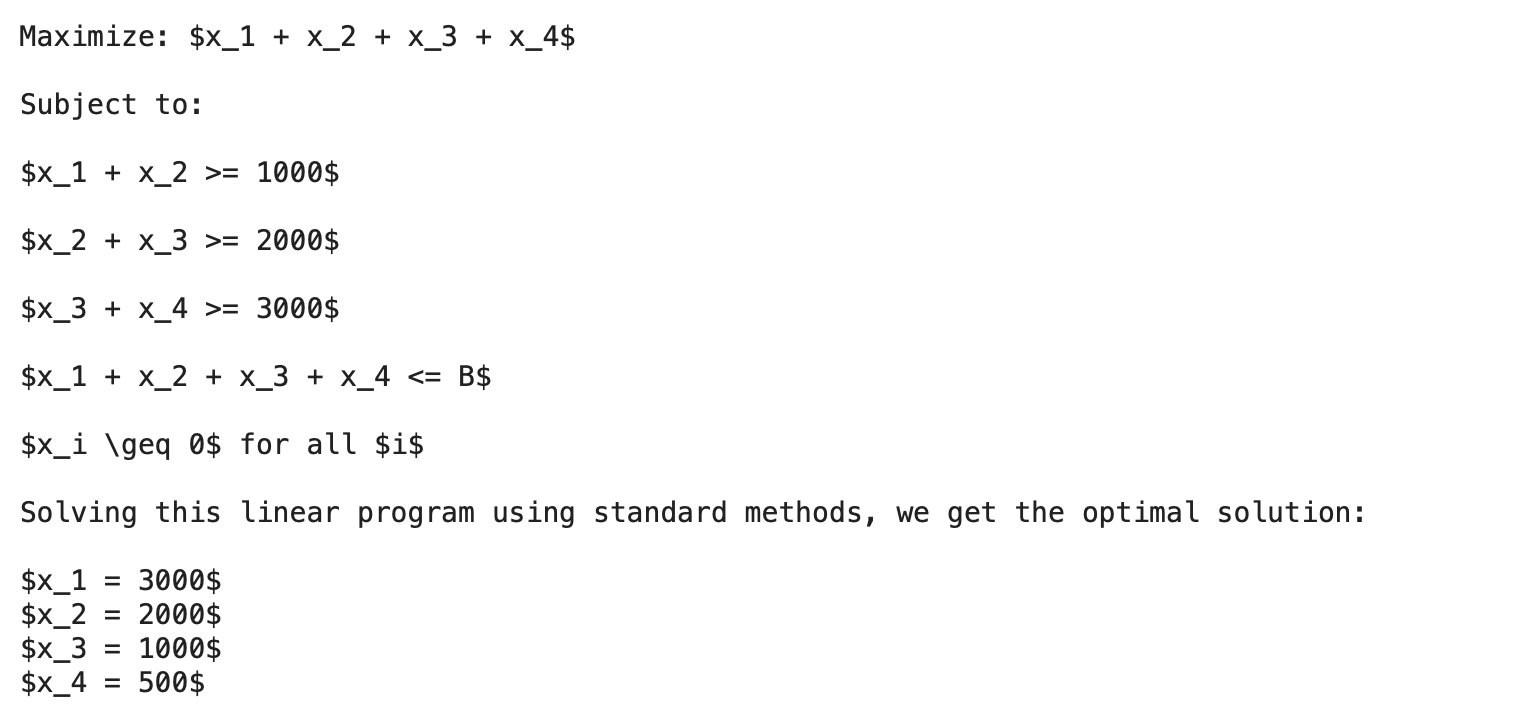 Maximize: $x_1 + x_2 + x_3 + x_4$
Subject to:
$x_1 + x_2 >= 1000$
$x_2 + x_3 >= 2000$
$x_3 + x_4 >= 3000$
$x_1 + x_2 + x_3 + x_4 <= B$
$x_i \geq 0$ for all $i$
Solving this linear program using standard methods, we get the optimal solution:
$x_1 = 3000$
$x_2 = 2000$
$x_3 = 1000$
$x_4 = 500$